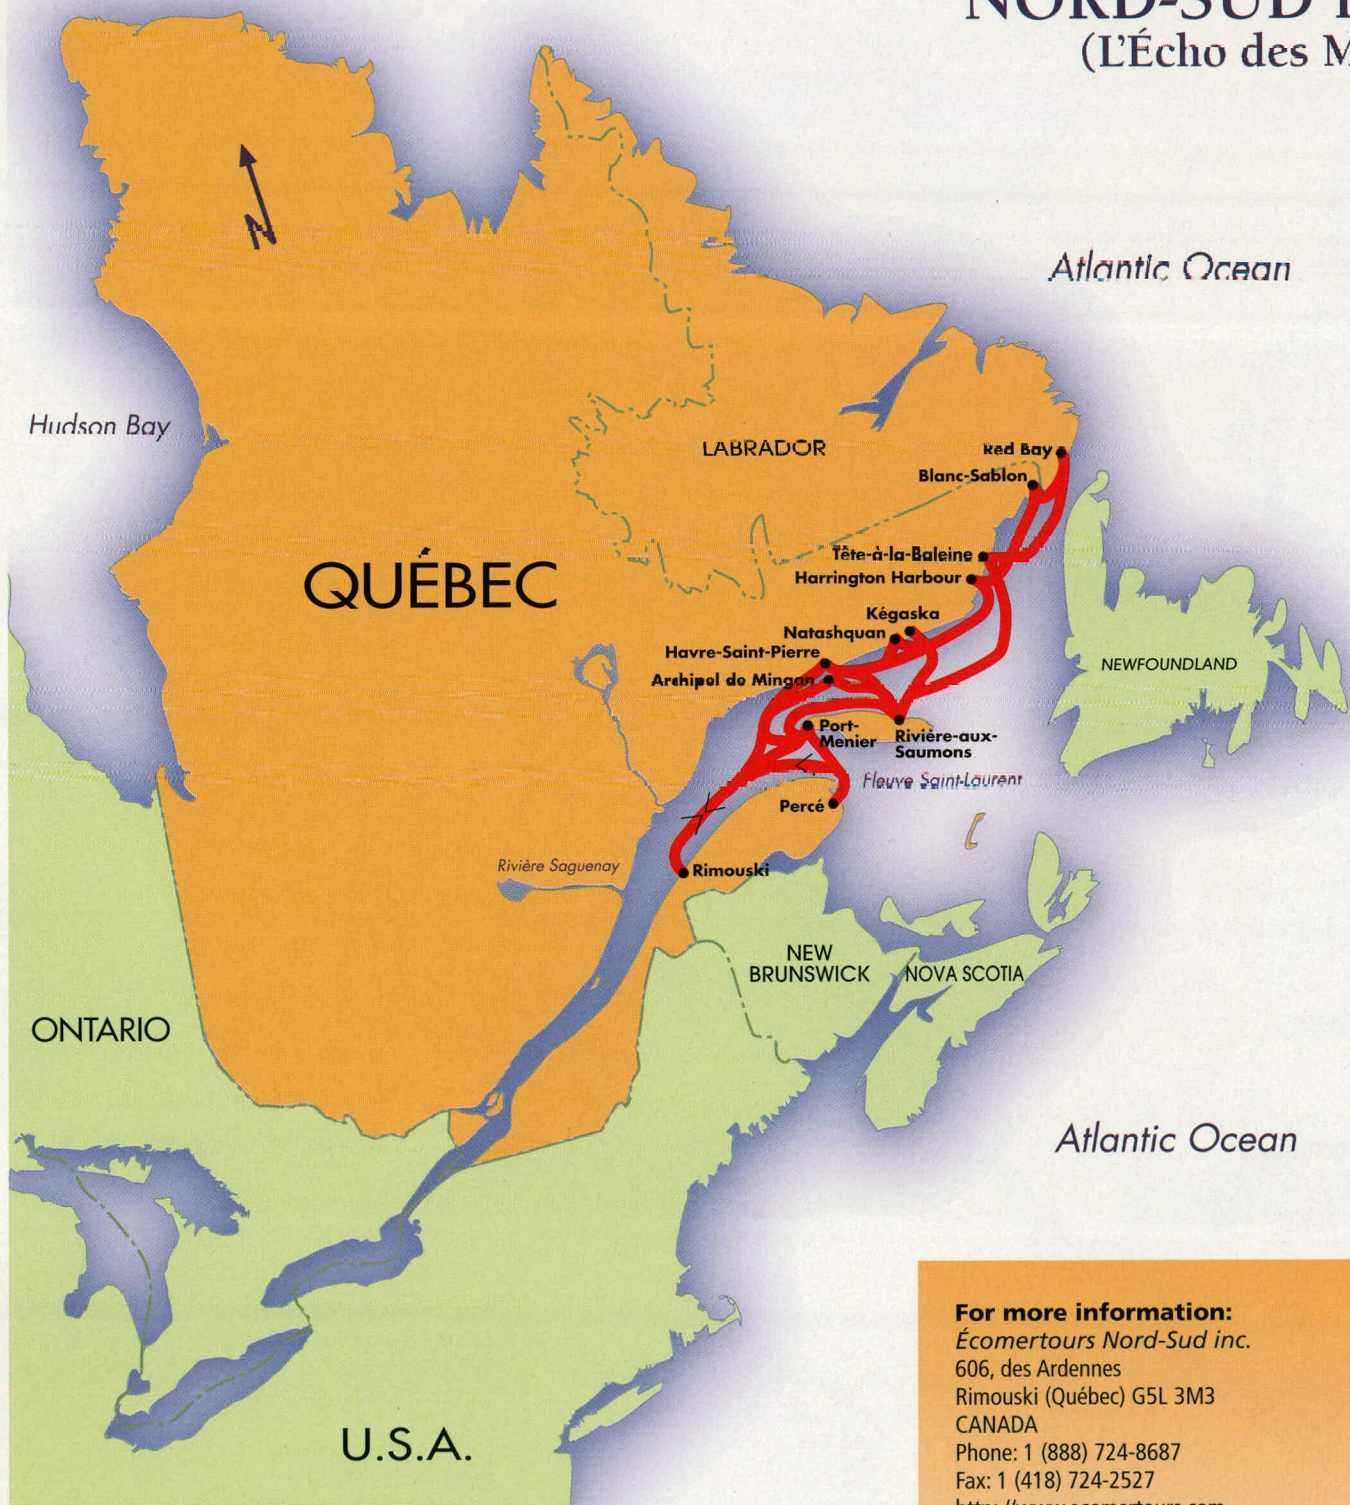 NORD-SUD
(L'Écho des
N
Atlantic Ocean
Hudson Bay
LABRADOR
Red Bay
Blanc-Sablon
QUÉBEC
Tête-à-la-Baleine
Harrington Harbour
Kégaska
Natashquan
Havre-Saint-Pierre
Archipel de Mingan
NEWFOUNDLAND
Port-
Menier
Rivière-aux-
Saumons
Fleuve Saint-Laurent
Percé
Rivière Saguenay
Rimouski
NEW
BRUNSWICK
NOVA SCOTIA
ONTARIO
Atlantic Ocean
U.S.A.
For more information:
Écomertours Nord-Sud inc.
606, des Ardennes
Rimouski (Québec) G5L 3M3
CANADA
Phone: 1 (888) 724-8687
Fax: 1 (418) 724-2527